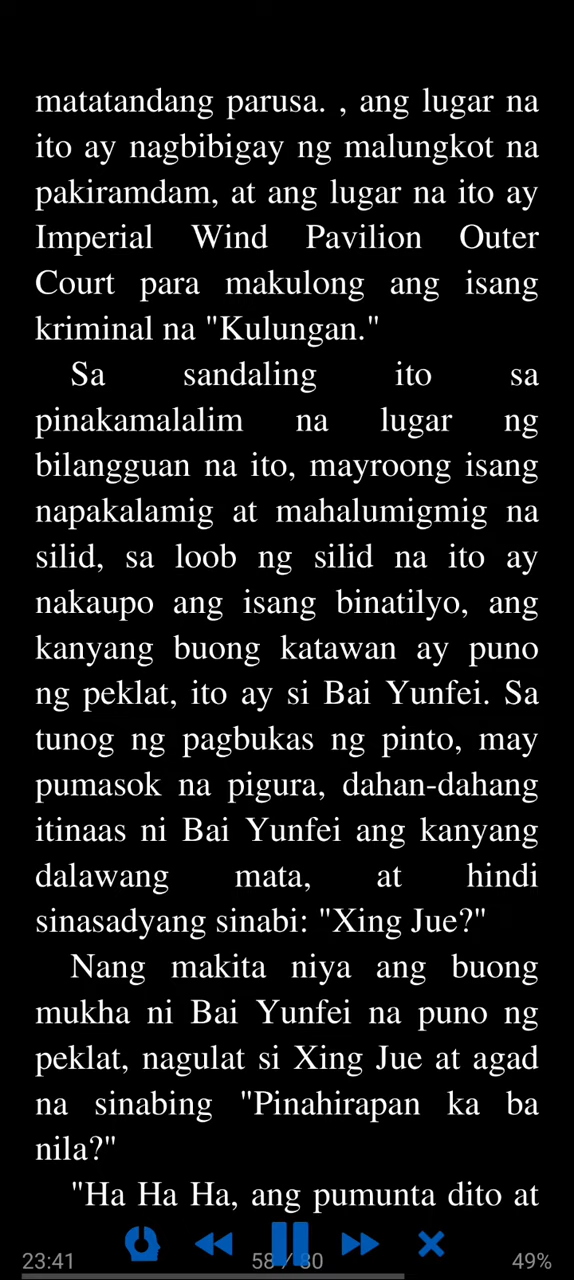 matatandang parusa. , ang lugar na
ito ay nagbibigay ng malungkot na
pakiramdam, at ang lugar na ito ay
Imperial Wind Pavilion Outer
Court para makulong ang isang
kriminal na "Kulungan."
Sa sandaling ito sa
pinakamalalim na lugar ng
bilangguan na ito, mayroong isang
napakalamig at mahalumigmig na
silid, sa loob ng silid na ito ay
nakaupo ang isang binatilyo, ang
kanyang buong katawan ay puno
ng peklat, ito ay si Bai Yunfei. Sa
tunog ng pagbukas ng pinto, may
pumasok na pigura, dahan-dahang
itinaas ni Bai Yunfei ang kanyang
dalawang mata, at hindi
sinasadyang sinabi: "Xing Jue?"
Nang makita niya ang buong
mukha ni Bai Yunfei na puno ng
peklat, nagulat si Xing Jue at agad
na sinabing "Pinahirapan ka ba
nila?"
"Ha Ha Ha, ang pumunta dito at
23:41 58 / 80 49%